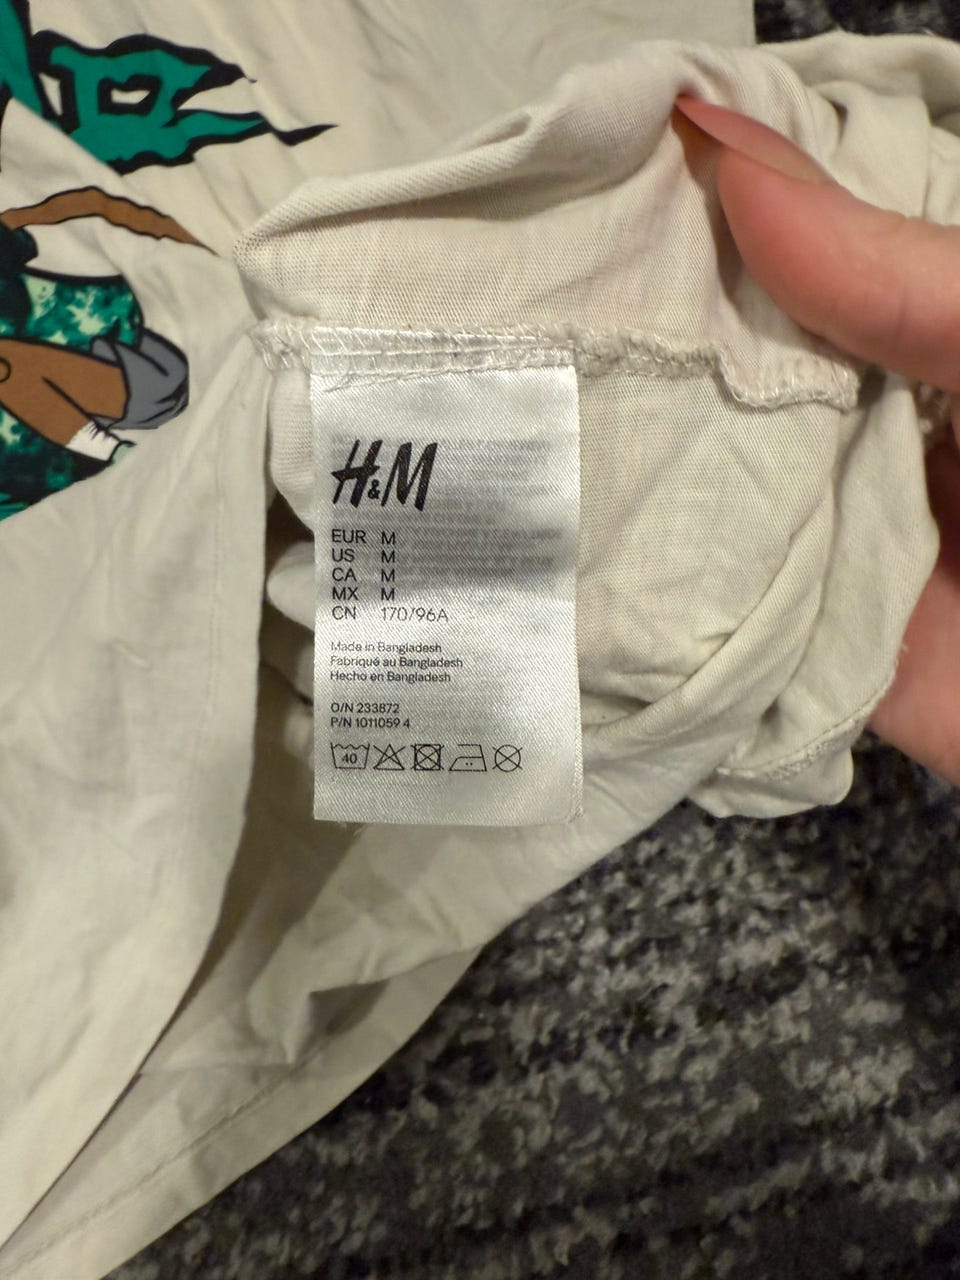 H&M
EUR M
US M
CA M
MX M
CN 170/96A
Made in Bangladesh
Fabriqué au Bangladesh
Hecho en Bangladesh
O/N 233872
P/N 1011059 4
40